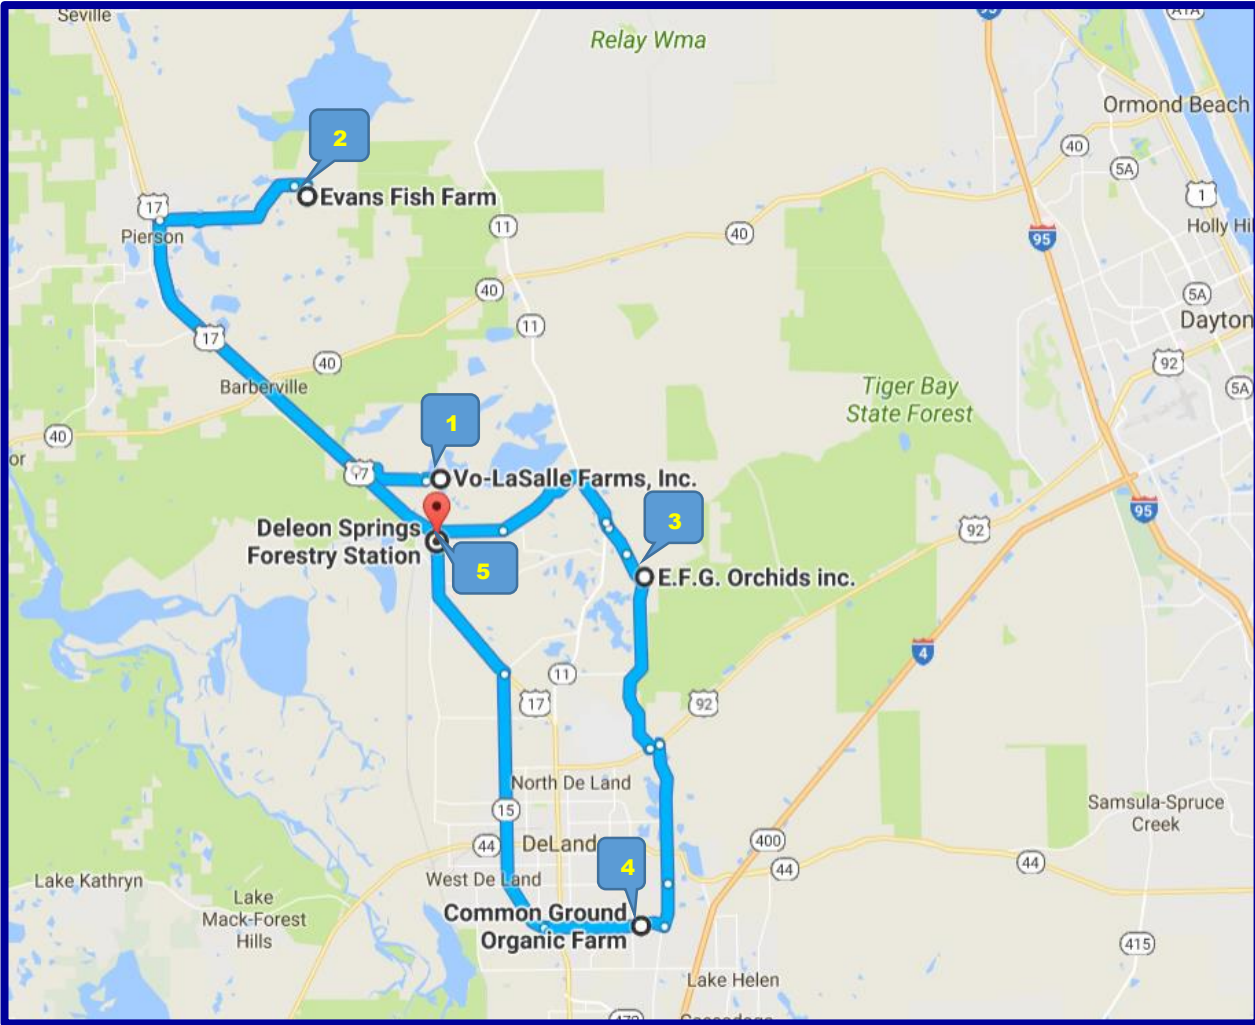 Seville
95
A1A
Relay Wma
Ormond Beach
40
5A
2
1
17
Evans Fish Farm
11
Holly Hil
Pierson
40
95
40
5A
11
Dayton
17
40
92
Barberville
5A
Tiger Bay
State Forest
1
40
or
17
Vo-LaSalle Farms, Inc.
95
3
Deleon Springs
Forestry Station
92
5
E.F.G. Orchids inc.
4
11
17
92
North De Land
15
Samsula-Spruce
Creek
44
DeLand
400
4
44
44
Lake Kathryn
West De Land
Lake
Mack-Forest
Hills
Common Ground
Organic Farm
415
Lake Helen